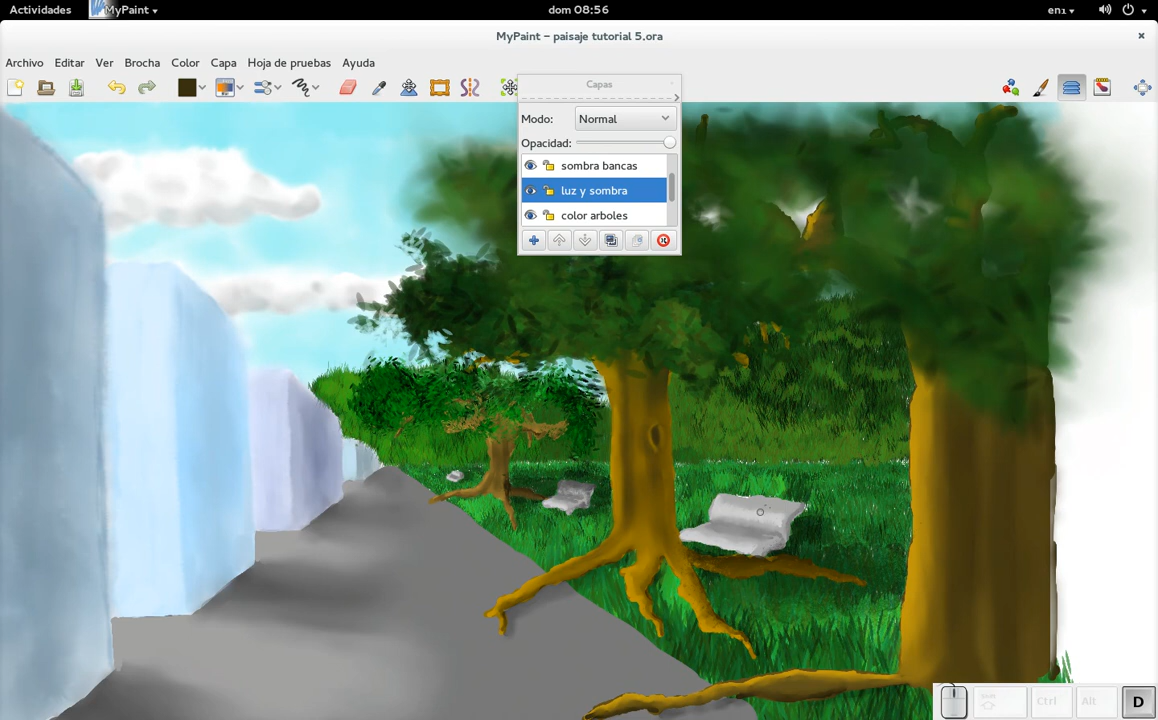 Actividades MyPaint dom 08:56 en₁
MyPaint – paisaje tutorial 5.ora
Archivo Editar Ver Brocha Color Capa Hoja de pruebas Ayuda
Capas
Modo: Normal
Opacidad:
sombra bancas
luz y sombra
color arboles
Shift Ctrl Alt D